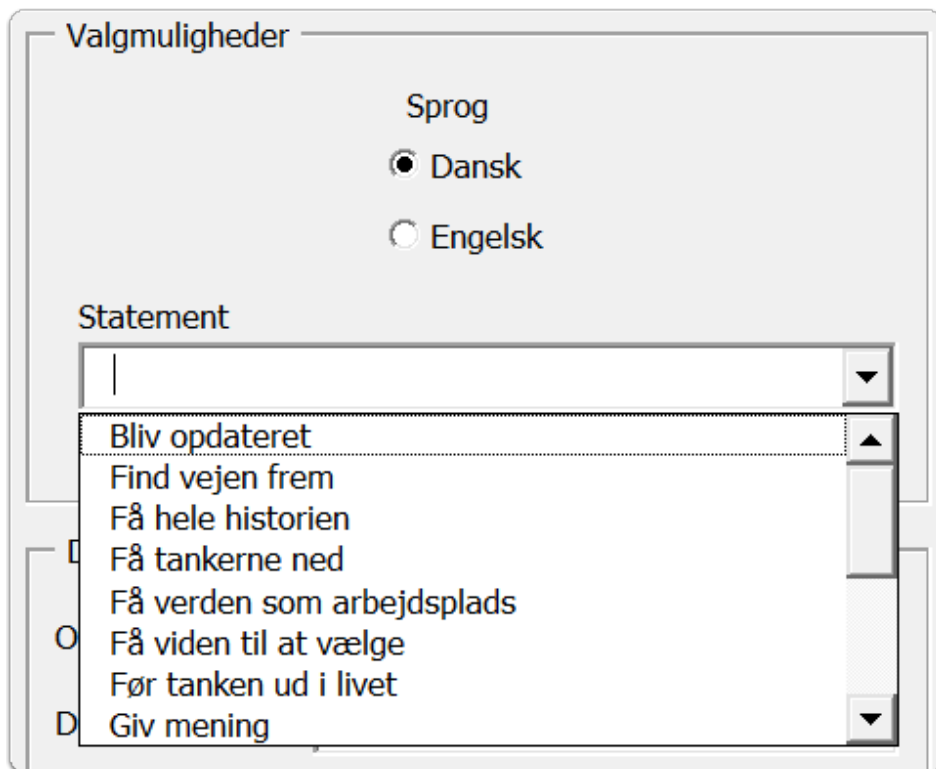 Valgmuligheder
Sprog
Dansk
Engelsk
Statement
Bliv opdateret
Find vejen frem
Få hele historien
Få tankerne ned
Få verden som arbejdsplads
Få viden til at vælge
Før tanken ud i livet
Giv mening